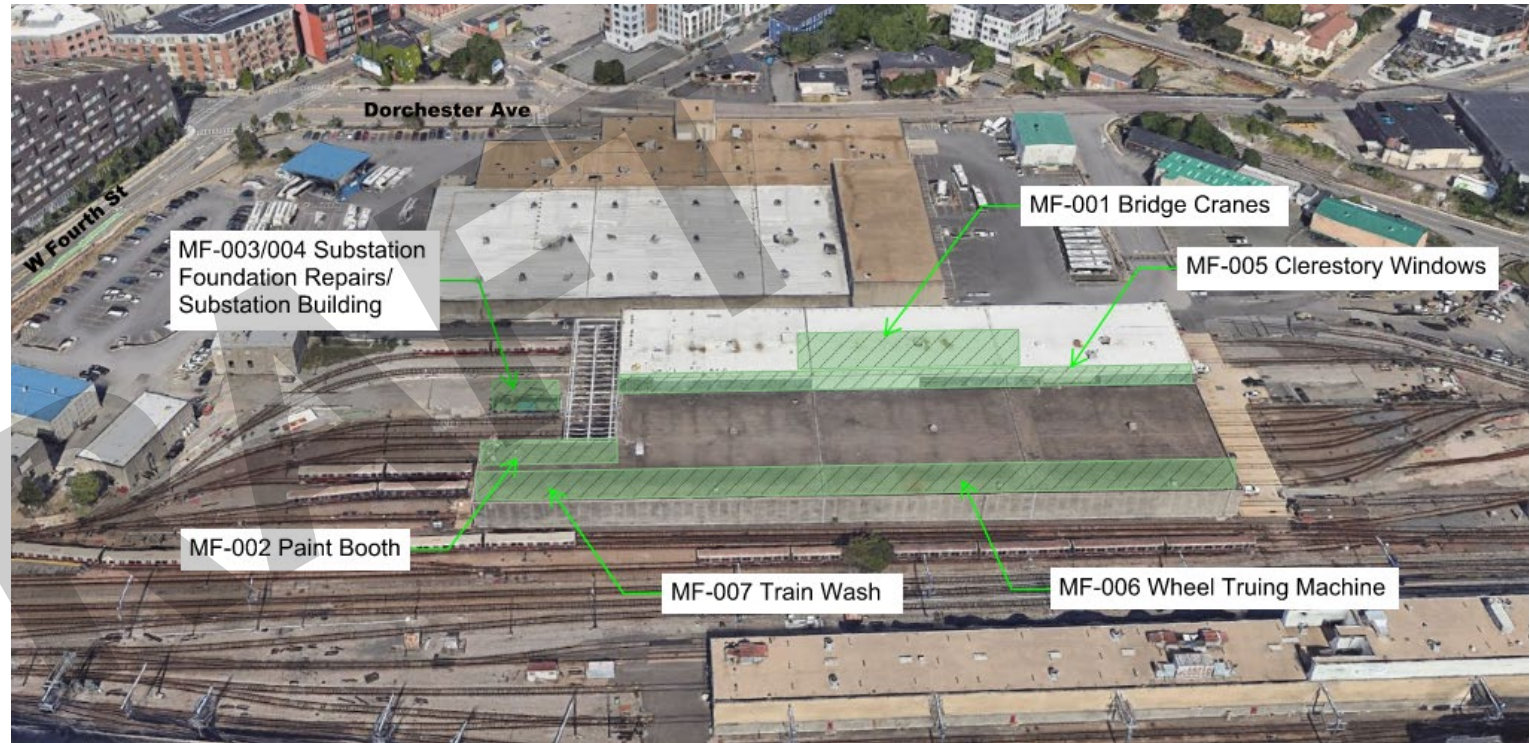 Dorchester Ave
W Fourth St
MF-001 Bridge Cranes
MF-003/004 Substation
Foundation Repairs/
Substation Building
MF-005 Clerestory Windows
MF-002 Paint Booth
MF-007 Train Wash
MF-006 Wheel Truing Machine
DRAFT